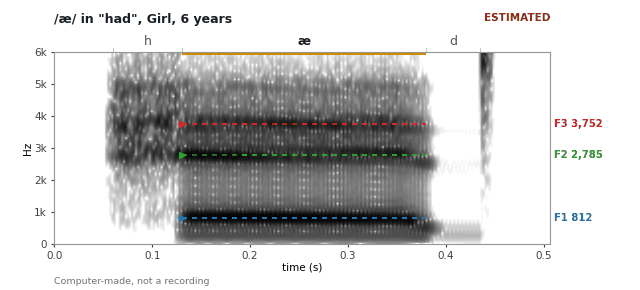 /æ/ in "had", Girl, 6 years
ESTIMATED
h æ d
6k
5k
4k
3k
2k
1k
0
Hz
F3 3,752
F2 2,785
F1 812
0.0 0.1 0.2 0.3 0.4 0.5
time (s)
Computer-made, not a recording